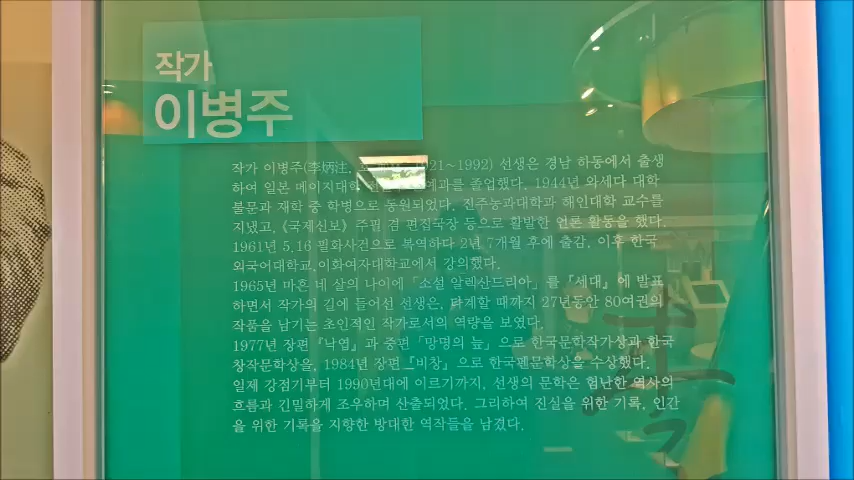 작가
이병주
작가 이병주(李炳注, 1921~1992) 선생은 경남 하동에서 출생
하여 일본 메이지대학 졸업했다. 1944년 와세다 대학
불문과 재학 중 학병으로 동원되었다. 진주농과대학과 해인대학 교수를
지냈고, 《국제신보》 주필 겸 편집국장 등으로 활발한 언론 활동을 했다.
1961년 5.16 필화사건으로 복역하다 2년 7개월 후에 출감, 이후 한국
외국어대학교,이화여자대학교에서 강의했다.
1965년 마흔 네 살의 나이에 「소설 알렉산드리아」를 『세대』에 발표
하면서 작가의 길에 들어선 선생은, 타계할 때까지 27년동안 80여권의
작품을 남기는 초인적인 작가로서의 역량을 보였다.
1977년 장편 『낙엽』과 중편 「망명의 늪」으로 한국문학작가상과 한국
창작문학상을, 1984년 장편 『비창』으로 한국펜문학상을 수상했다.
일제 강점기부터 1990년대에 이르기까지, 선생의 문학은 험난한 역사의
흐름과 긴밀하게 조우하며 산출되었다. 그리하여 진실을 위한 기록, 인간
을 위한 기록을 지향한 방대한 역작들을 남겼다.